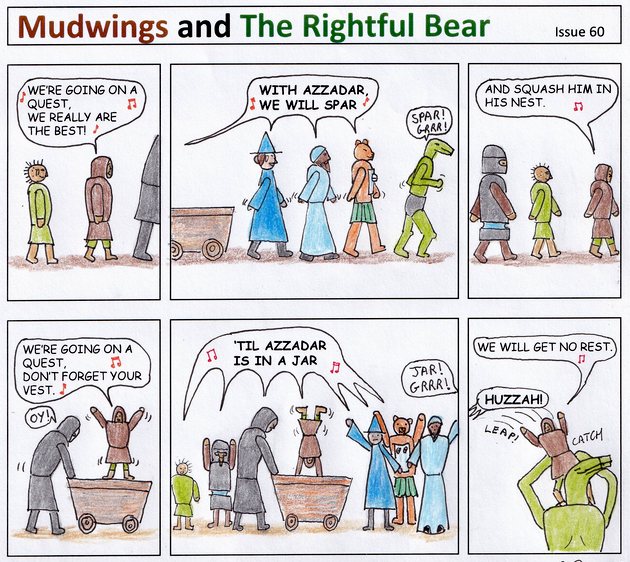 Mudwings and The Rightful Bear
Issue 60
WE'RE GOING ON A
QUEST,
WE REALLY ARE
THE BEST!
WITH AZZADAR,
WE WILL SPAR
SPAR!
GRRR!
AND SQUASH HIM IN
HIS NEST.
WE'RE GOING ON A
QUEST,
DON'T FORGET YOUR
VEST.
OY!
'TIL AZZADAR
IS IN A JAR
JAR!
GRRR!
WE WILL GET NO REST.
HUZZAH!
LEAP!
CATCH